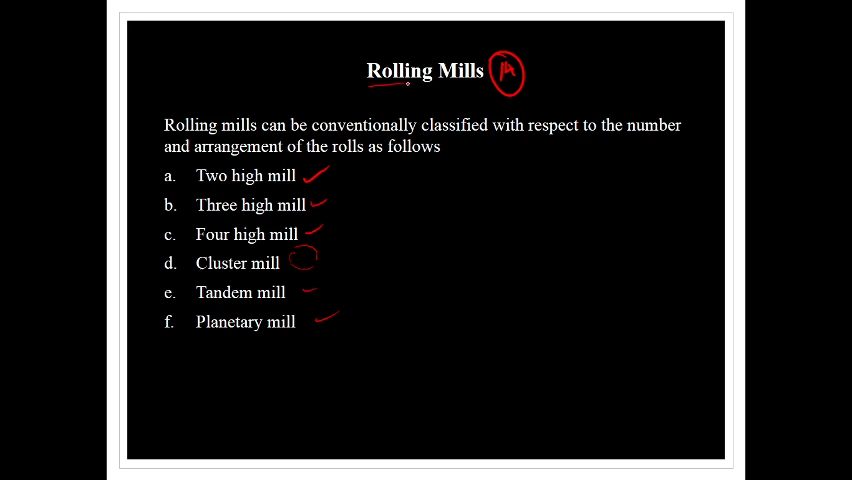 Rolling Mills
Rolling mills can be conventionally classified with respect to the number
and arrangement of the rolls as follows
a. Two high mill
b. Three high mill
c. Four high mill
d. Cluster mill
e. Tandem mill
f. Planetary mill